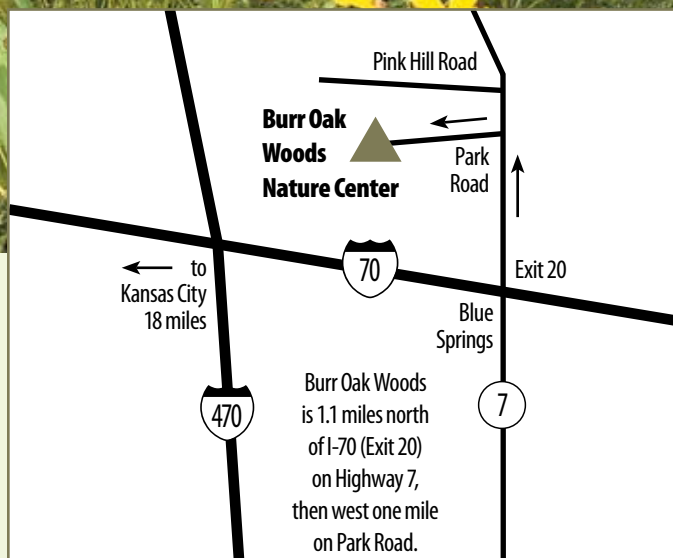 Pink Hill Road
Burr Oak
Woods
Nature Center
Park
Road
to
Kansas City
18 miles
70
Exit 20
Blue
Springs
470
7
Burr Oak Woods
is 1.1 miles north
of I-70 (Exit 20)
on Highway 7,
then west one mile
on Park Road.